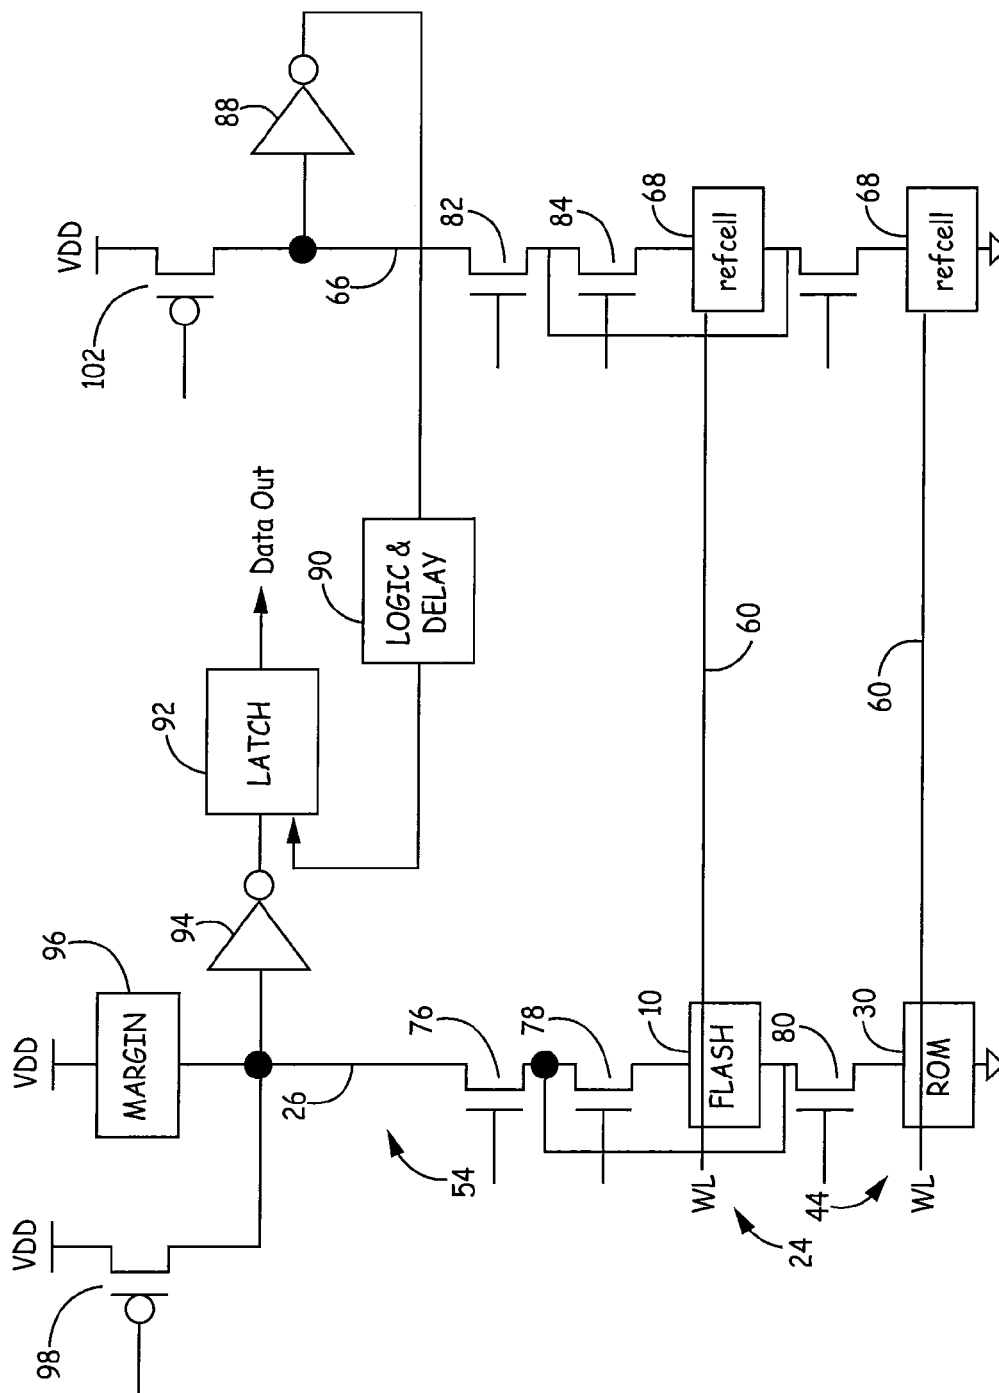 98
VDD
VDD
MARGIN
96
26
94
LATCH
92
Data Out
LOGIC &
DELAY
90
102
VDD
88
66
54
76
78
82
84
WL
24
FLASH
10
60
refcell
68
44
80
WL
ROM
30
60
refcell
68